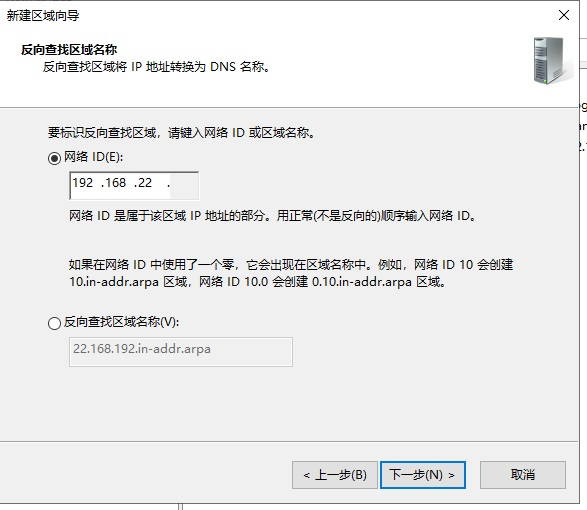 新建区域向导
反向查找区域名称
反向查找区域将 IP 地址转换为 DNS 名称。
要标识反向查找区域，请键入网络 ID 或区域名称。
网络 ID(E):
192 .168 .22 .
网络 ID 是属于该区域 IP 地址的部分。用正常(不是反向的)顺序输入网络 ID。
如果在网络 ID 中使用了一个零，它会出现在区域名称中。例如，网络 ID 10 会创建
10.in-addr.arpa 区域，网络 ID 10.0 会创建 0.10.in-addr.arpa 区域。
反向查找区域名称(V):
22.168.192.in-addr.arpa
< 上一步(B)
下一步(N) >
取消